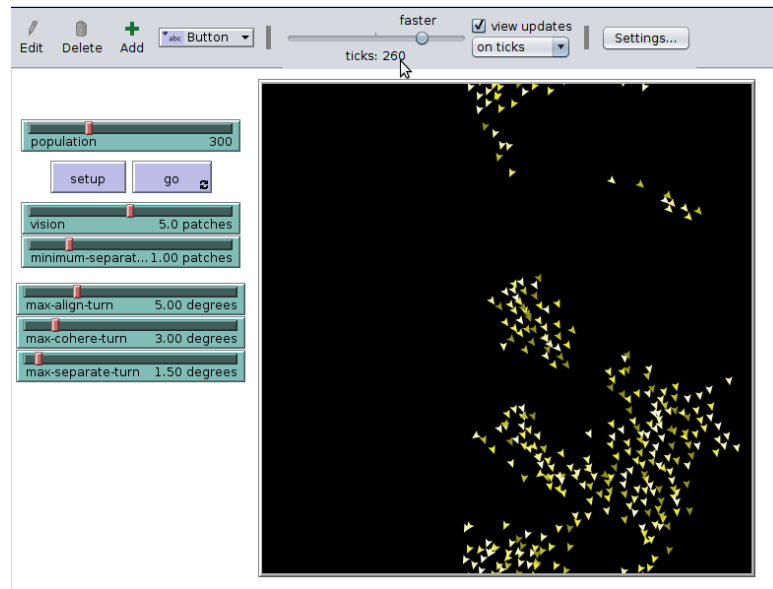 faster
view updates
Edit Delete Add abc Button
on ticks
Settings...
ticks: 260
population 300
setup go
vision 5.0 patches
minimum-separat... 1.00 patches
max-align-turn 5.00 degrees
max-cohere-turn 3.00 degrees
max-separate-turn 1.50 degrees